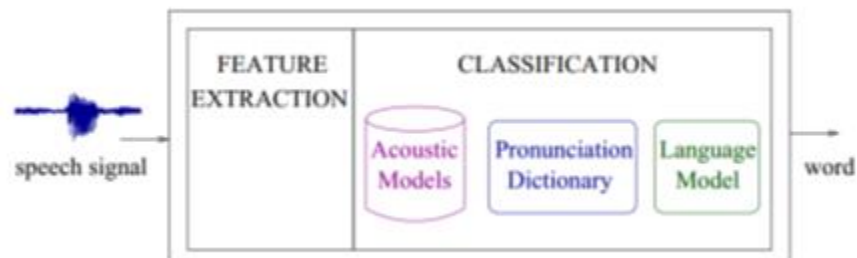 FEATURE
EXTRACTION
CLASSIFICATION
Acoustic
Models
Pronunciation
Dictionary
Language
Model
speech signal
word